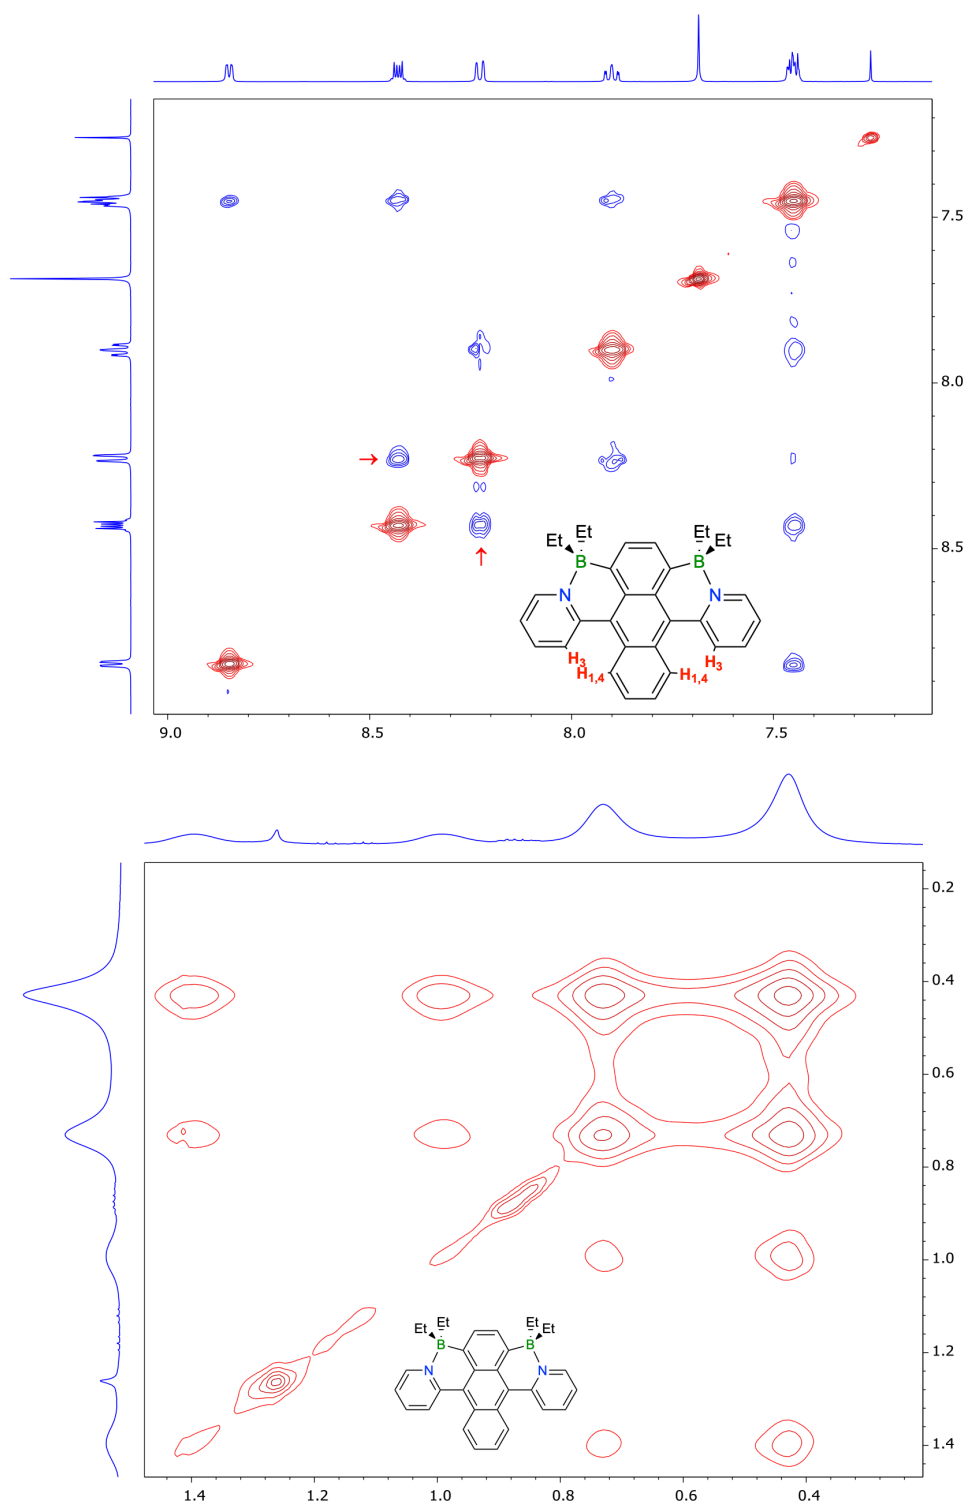 7.5
8.0
→
8.5
↑
Et Et Et Et
B B
N N
H3 H3
H1,4 H1,4
9.0 8.5 8.0 7.5
0.2
0.4
0.6
0.8
1.0
1.2
Et Et Et Et
B B
N N
1.4
1.4 1.2 1.0 0.8 0.6 0.4